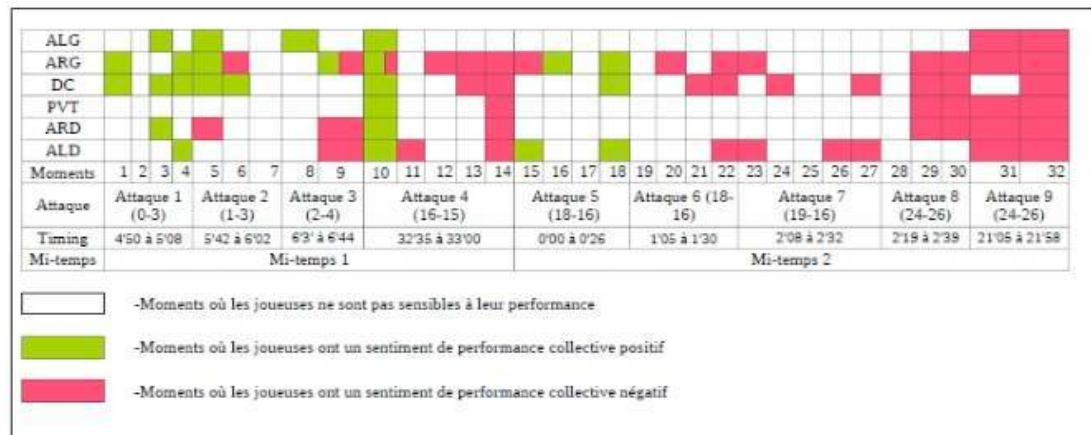 ALG
ARG
DC
PVT
ARD
ALD
Moments 1 2 3 4 5 6 7 8 9 10 11 12 13 14 15 16 17 18 19 20 21 22 23 24 25 26 27 28 29 30 31 32
Attaque Attaque 1 (0-3) Attaque 2 (1-3) Attaque 3 (2-4) Attaque 4 (16-15) Attaque 5 (18-16) Attaque 6 (18-16) Attaque 7 (19-16) Attaque 8 (24-26) Attaque 9 (24-26)
Timing 4'50 à 5'08 5'42 à 6'02 6'3' à 6'44 32'35 à 33'00 0'00 à 0'26 1'05 à 1'30 2'08 à 2'32 2'19 à 2'39 21'05 à 21'58
Mi-temps Mi-temps 1 Mi-temps 2
-Moments où les joueuses ne sont pas sensibles à leur performance
-Moments où les joueuses ont un sentiment de performance collective positif
-Moments où les joueuses ont un sentiment de performance collective négatif